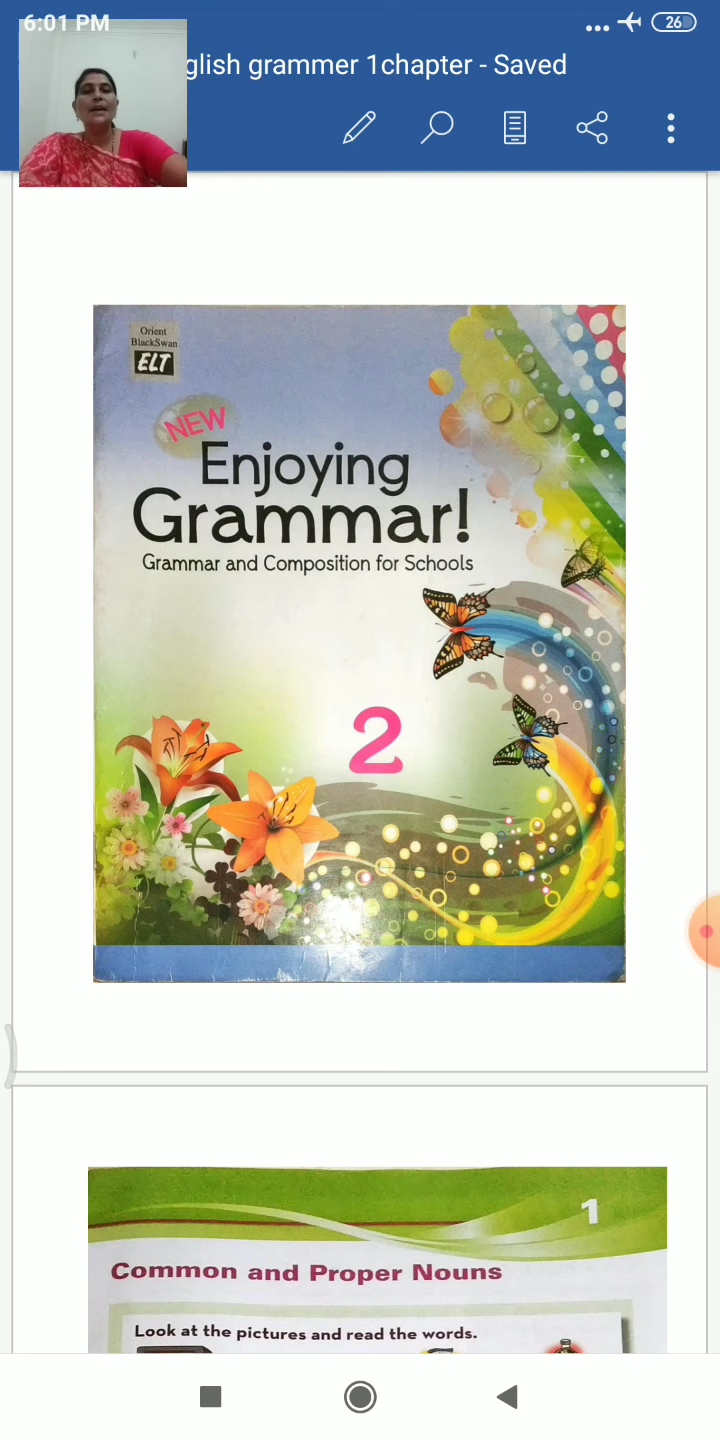 6:01 PM
26
glish grammer 1chapter - Saved
Orient
BlackSwan
ELT
NEW
Enjoying
Grammar!
Grammar and Composition for Schools
2
1
Common and Proper Nouns
Look at the pictures and read the words.